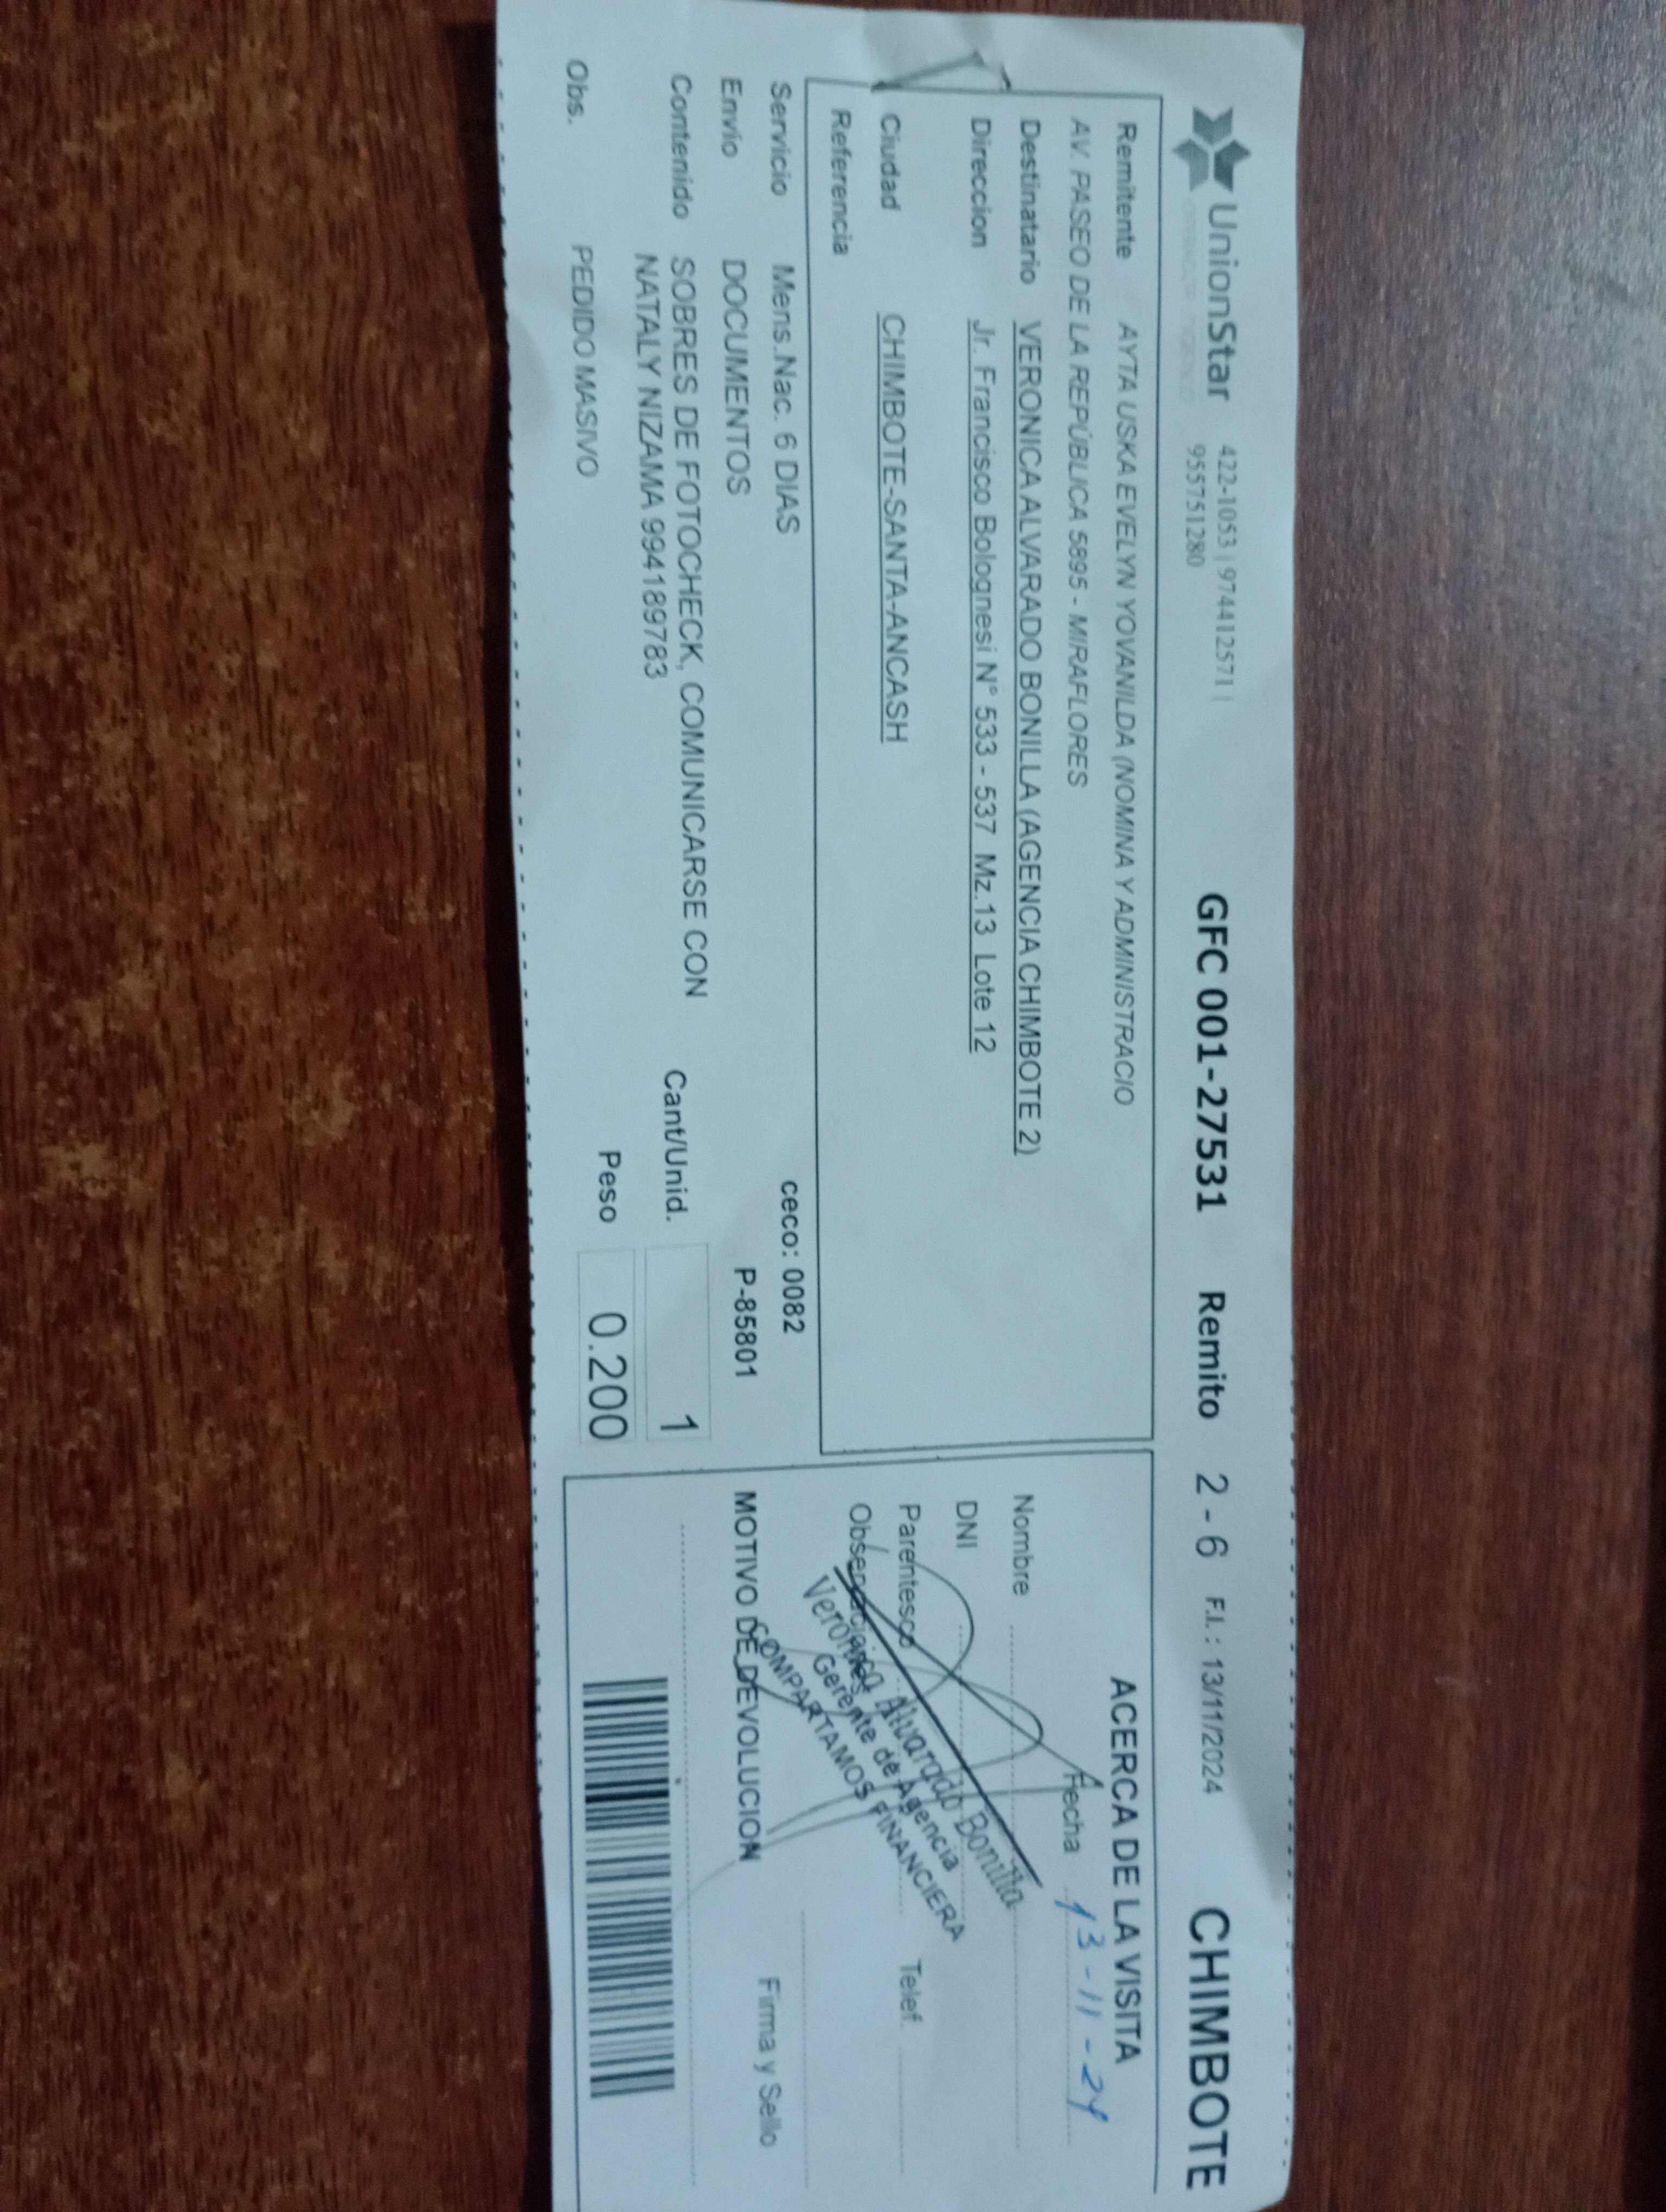 UnionStar 422-1053 | 974412571 |
955751280
GFC 001-27531 Remito 2 - 6 F.I. : 13/11/2024 CHIMBOTE
Remitente AYTA USKA EVELYN YOVANILDA (NOMINA Y ADMINISTRACIO
AV. PASEO DE LA REPÚBLICA 5895 - MIRAFLORES
Destinatario VERONICA ALVARADO BONILLA (AGENCIA CHIMBOTE 2)
Direccion Jr. Francisco Bolognesi N° 533 - 537 Mz.13 Lote 12
Ciudad CHIMBOTE-SANTA-ANCASH
Referencia
Servicio Mens.Nac. 6 DIAS ceco: 0082
Envío DOCUMENTOS P-85801
Contenido SOBRES DE FOTOCHECK, COMUNICARSE CON
NATALY NIZAMA 994189783 Cant/Unid. 1
Obs. PEDIDO MASIVO Peso 0.200
ACERCA DE LA VISITA
Fecha 13-11-24
Nombre
DNI
Parentesco Telef.
Observaciones
Veronica Alvarado Bonilla
Gerente de Agencia
COMPARTAMOS FINANCIERA
Firma y Sello
MOTIVO DE DEVOLUCION